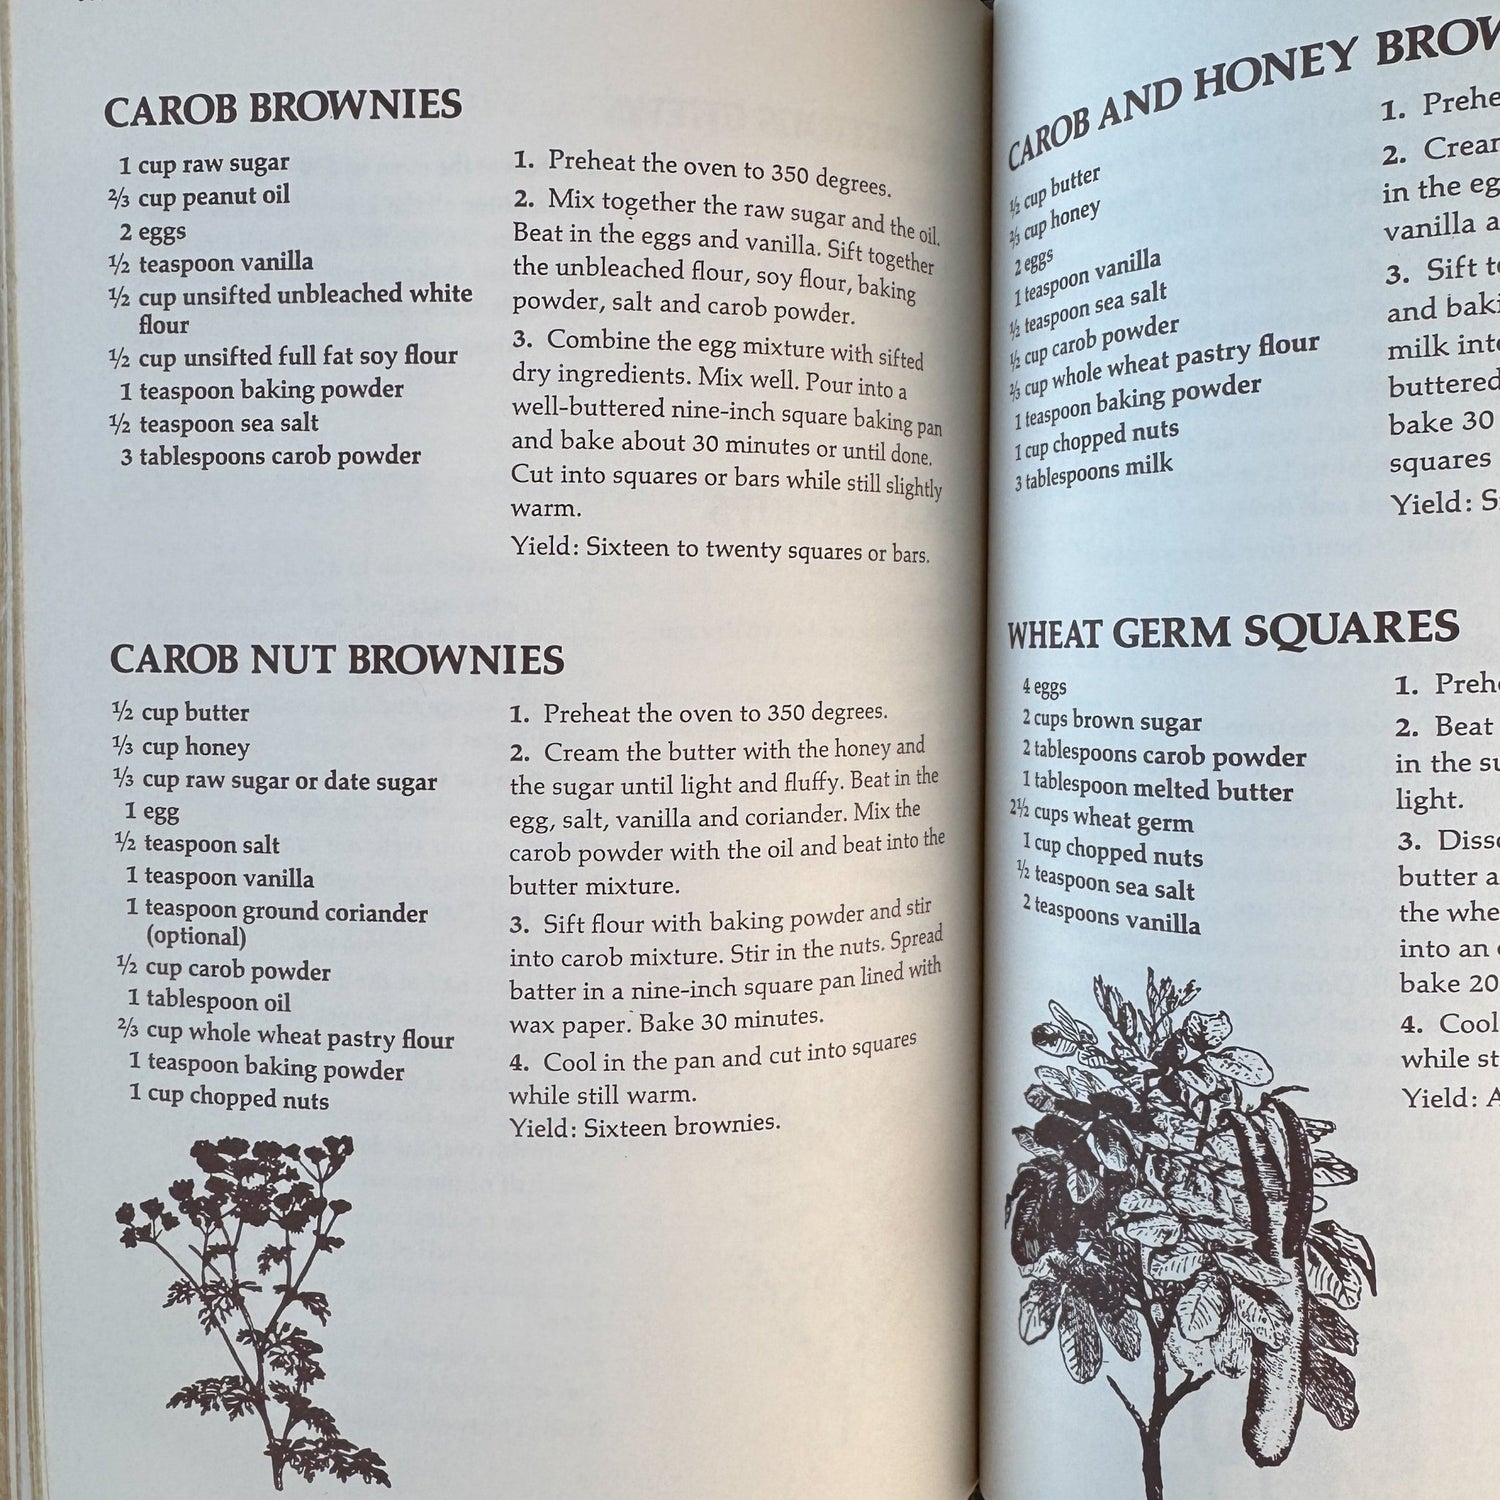 CAROB BROWNIES
1 cup raw sugar
⅔ cup peanut oil
2 eggs
½ teaspoon vanilla
½ cup unsifted unbleached white
flour
½ cup unsifted full fat soy flour
1 teaspoon baking powder
½ teaspoon sea salt
3 tablespoons carob powder
1. Preheat the oven to 350 degrees.
2. Mix together the raw sugar and the oil.
Beat in the eggs and vanilla. Sift together
the unbleached flour, soy flour, baking
powder, salt and carob powder.
3. Combine the egg mixture with sifted
dry ingredients. Mix well. Pour into a
well-buttered nine-inch square baking pan
and bake about 30 minutes or until done.
Cut into squares or bars while still slightly
warm.
Yield: Sixteen to twenty squares or bars.
CAROB NUT BROWNIES
½ cup butter
⅓ cup honey
⅓ cup raw sugar or date sugar
1 egg
½ teaspoon salt
1 teaspoon vanilla
1 teaspoon ground coriander
(optional)
½ cup carob powder
1 tablespoon oil
⅔ cup whole wheat pastry flour
1 teaspoon baking powder
1 cup chopped nuts
1. Preheat the oven to 350 degrees.
2. Cream the butter with the honey and
the sugar until light and fluffy. Beat in the
egg, salt, vanilla and coriander. Mix the
carob powder with the oil and beat into the
butter mixture.
3. Sift flour with baking powder and stir
into carob mixture. Stir in the nuts. Spread
batter in a nine-inch square pan lined with
wax paper. Bake 30 minutes.
4. Cool in the pan and cut into squares
while still warm.
Yield: Sixteen brownies.
CAROB AND HONEY BROW
½ cup butter
⅔ cup honey
2 eggs
1 teaspoon vanilla
½ teaspoon sea salt
½ cup carob powder
⅔ cup whole wheat pastry flour
1 teaspoon baking powder
1 cup chopped nuts
3 tablespoons milk
1. Prehe
2. Crear
in the eg
vanilla a
3. Sift to
and baki
milk into
buttered
bake 30
squares
Yield: S
WHEAT GERM SQUARES
4 eggs
2 cups brown sugar
2 tablespoons carob powder
1 tablespoon melted butter
2½ cups wheat germ
1 cup chopped nuts
½ teaspoon sea salt
2 teaspoons vanilla
1. Prehe
2. Beat
in the su
light.
3. Disso
butter a
the whe
into an
bake 20
4. Cool
while st
Yield: A